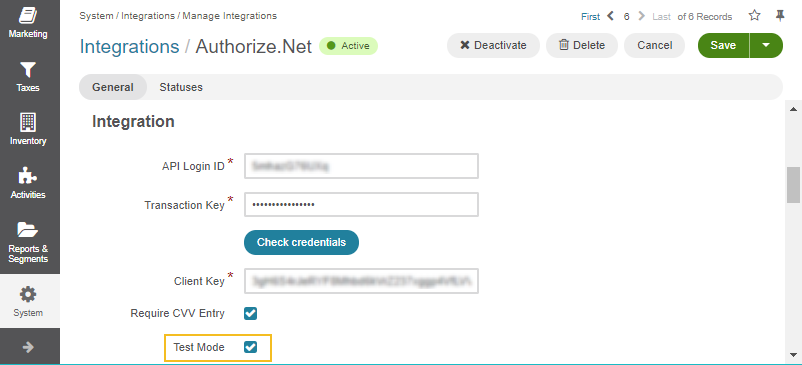 Marketing
Taxes
Inventory
Activities
Reports &
Segments
System
System / Integrations / Manage Integrations
First < 6 > Last of 6 Records
Integrations / Authorize.Net
Active
Deactivate
Delete
Cancel
Save
General
Statuses
Integration
API Login ID *
Transaction Key *
••••••••••••••••
Check credentials
Client Key *
Require CVV Entry
Test Mode